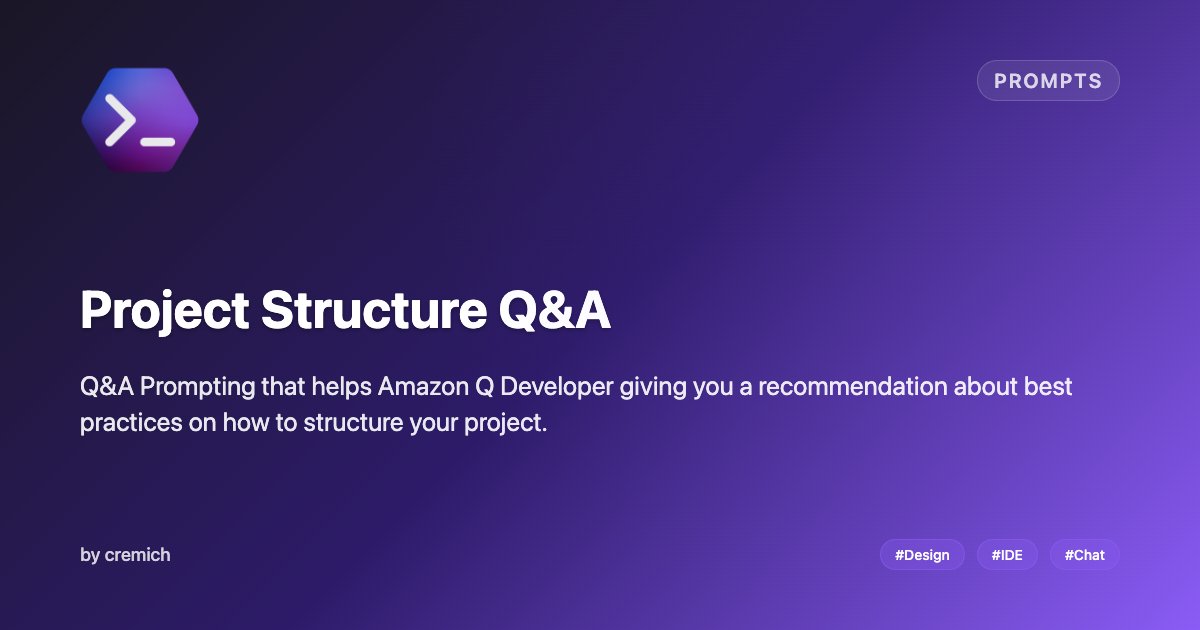 PROMPTS
Project Structure Q&A
Q&A Prompting that helps Amazon Q Developer giving you a recommendation about best
practices on how to structure your project.
by cremich
#Design
#IDE
#Chat